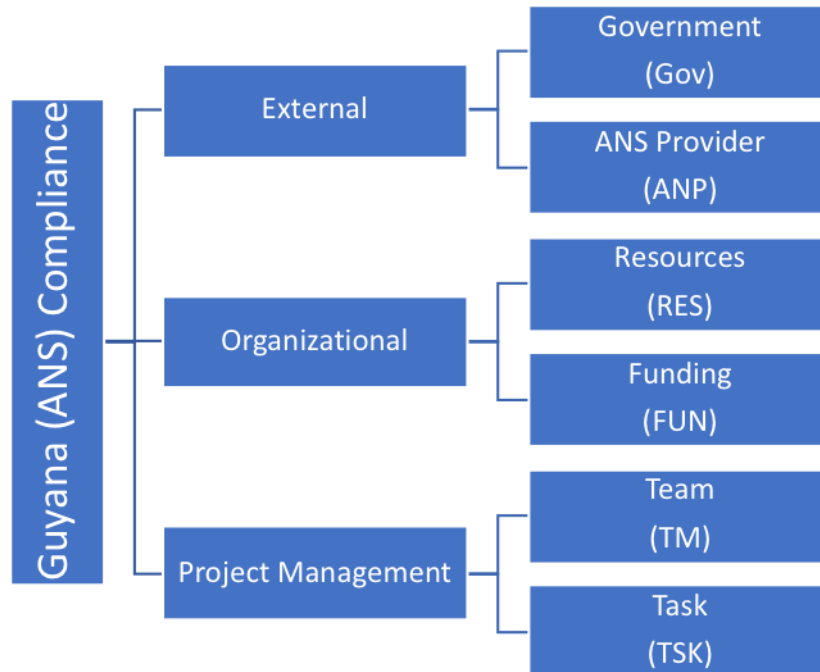 Guyana (ANS) Compliance
External
Government
(Gov)
ANS Provider
(ANP)
Organizational
Resources
(RES)
Funding
(FUN)
Project Management
Team
(TM)
Task
(TSK)